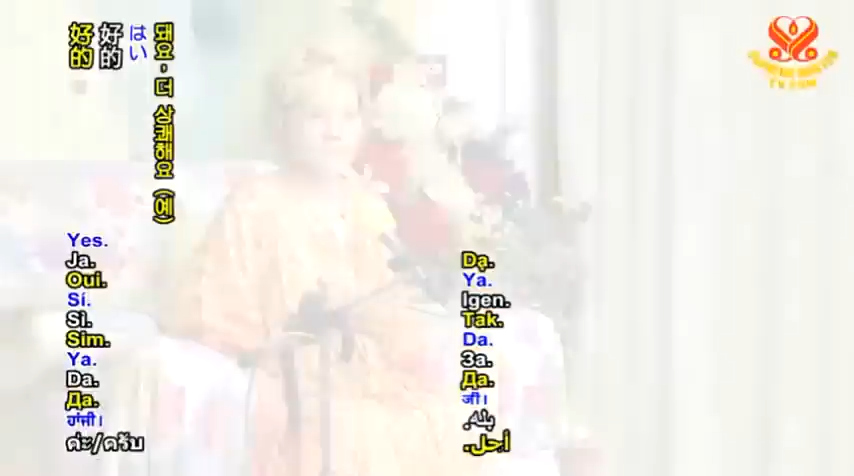 好的
好的
はい
돼요, 더 상쾌해요 (웃)
Yes.
Ja.
Oui.
Sí.
Sì.
Sim.
Ya.
Da.
Да.
ਹਾਂਜੀ।
ค่ะ/ครับ
Dạ.
Ya.
Igen.
Tak.
Da.
За.
Да.
जी।
بله.
أجل.